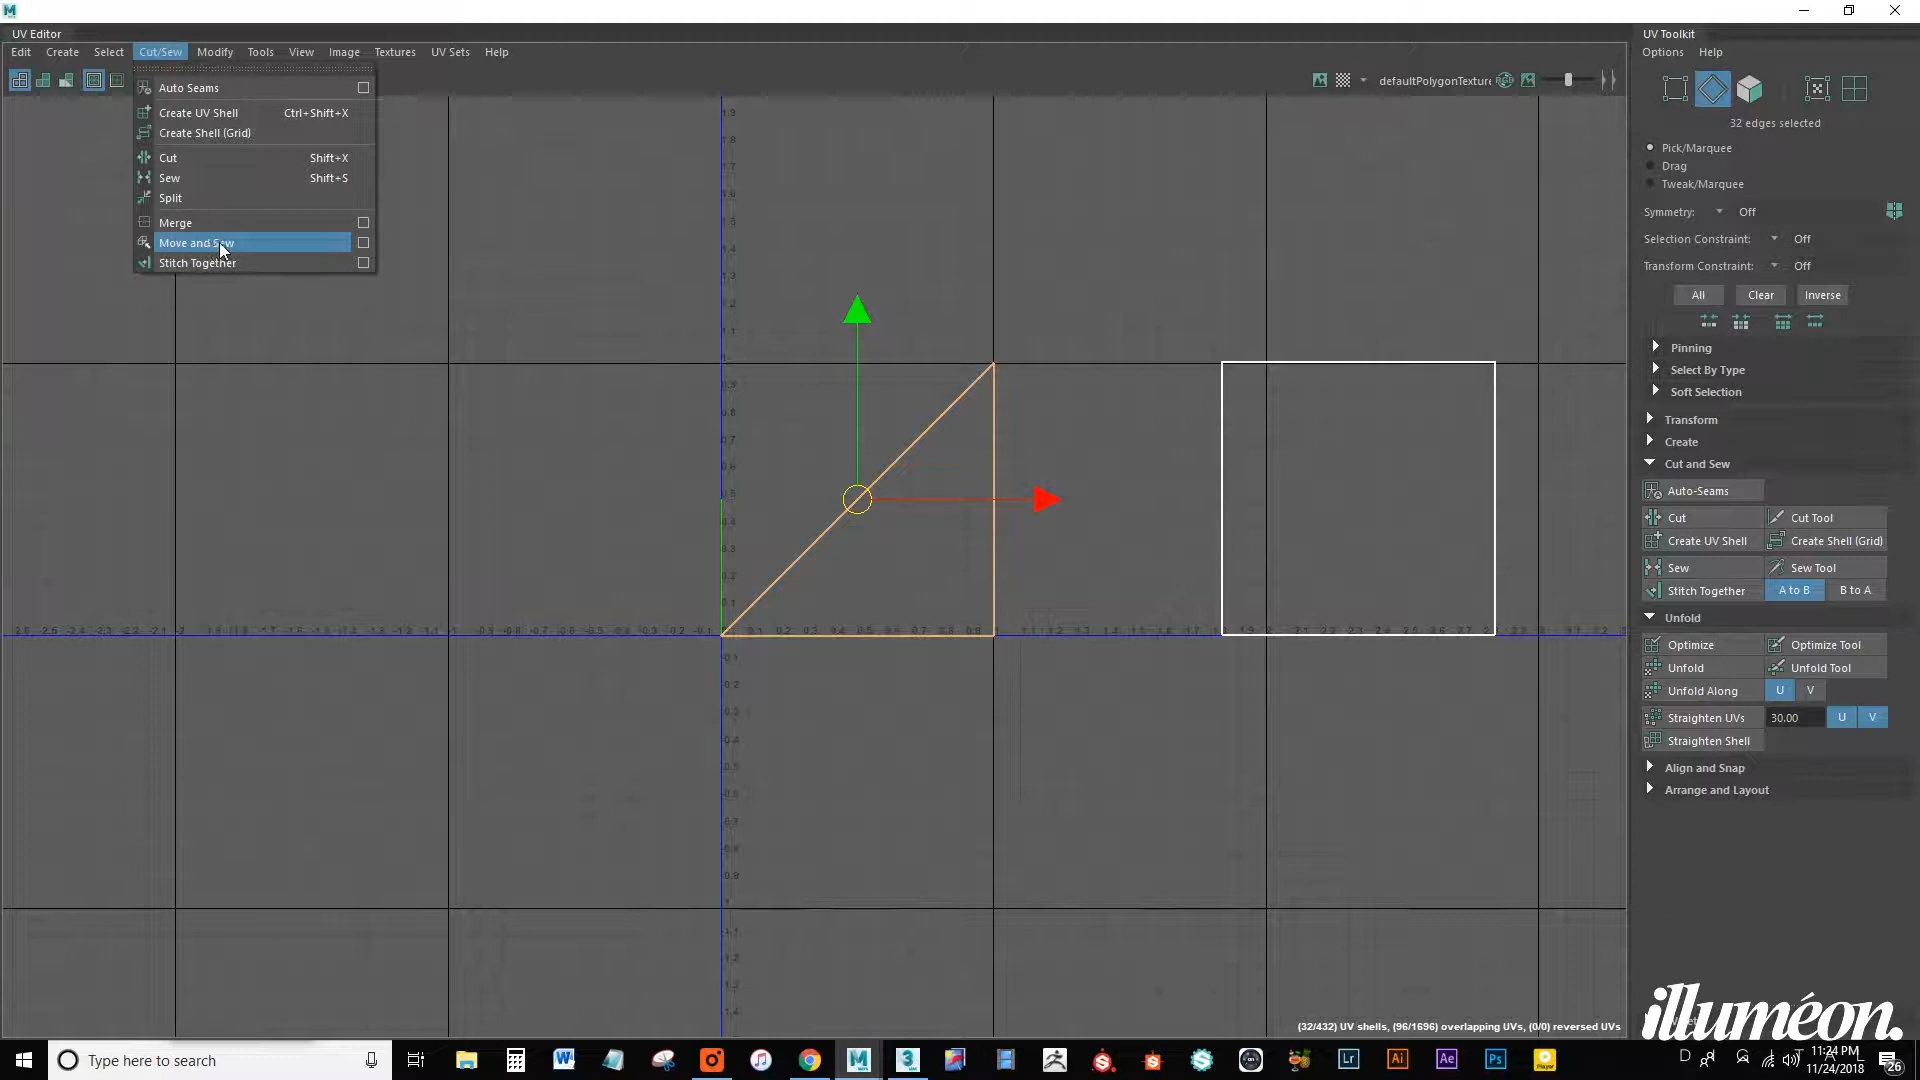 UV Editor
Edit Create Select Cut/Sew Modify Tools View Image Textures UV Sets Help
Auto Seams
Create UV Shell Ctrl+Shift+X
Create Shell (Grid)
Cut Shift+X
Sew Shift+S
Split
Merge
Move and Sew
Stitch Together
defaultPolygonTexture
UV Toolkit
Options Help
32 edges selected
Pick/Marquee
Drag
Tweak/Marquee
Symmetry: Off
Selection Constraint: Off
Transform Constraint: Off
All Clear Inverse
Pinning
Select By Type
Soft Selection
Transform
Create
Cut and Sew
Auto-Seams
Cut Cut Tool
Create UV Shell Create Shell (Grid)
Sew Sew Tool
Stitch Together A to B B to A
Unfold
Optimize Optimize Tool
Unfold Unfold Tool
Unfold Along U V
Straighten UVs 30.00 U V
Straighten Shell
Align and Snap
Arrange and Layout
(32/432) UV shells, (96/1696) overlapping UVs, (0/0) reversed UVs
illuméon.
Type here to search
Lr Ai Ae Ps
11:24 PM
11/24/2018
26